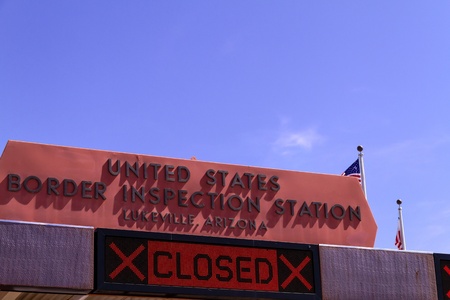 UNITED STATES
BORDER INSPECTION STATION
LUKEVILLE, ARIZONA
X CLOSED X